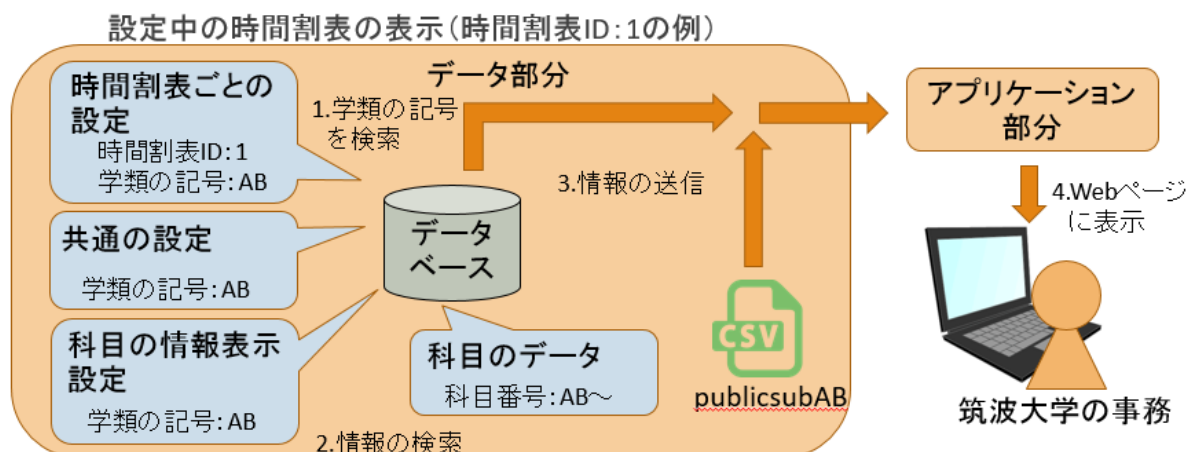 設定中の時間割表の表示(時間割表ID:1の例)
時間割表ごとの
設定
時間割表ID:1
学類の記号:AB
共通の設定
学類の記号:AB
科目の情報表示
設定
学類の記号:AB
データ部分
1.学類の記号
を検索
データ
ベース
科目のデータ
科目番号:AB～
2.情報の検索
3.情報の送信
CSV
publicsubAB
アプリケーション
部分
4.Webページ
に表示
筑波大学の事務